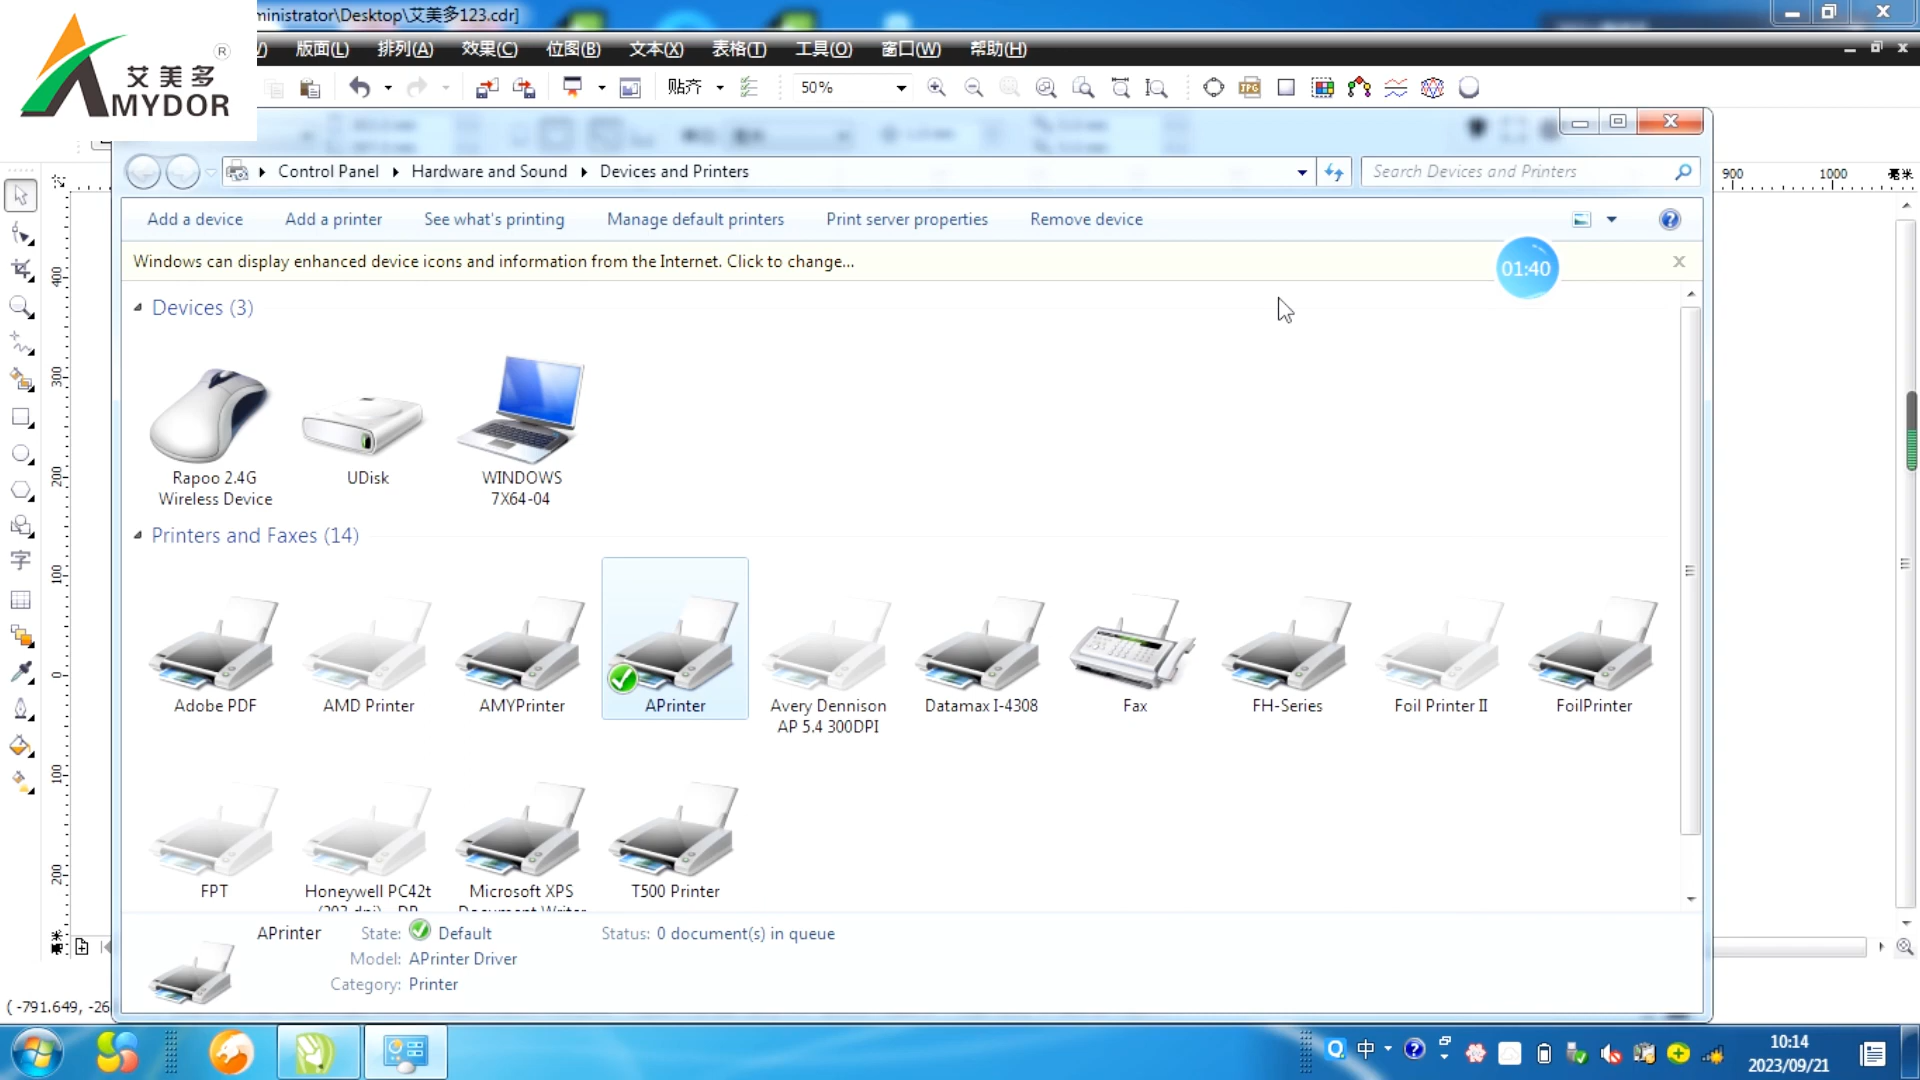 ministrator\Desktop\艾美多123.cdr]
艾美多
AMYDOR
®
版面(L) 排列(A) 效果(C) 位图(B) 文本(X) 表格(T) 工具(O) 窗口(W) 帮助(H)
贴齐 50% JPG
Control Panel Hardware and Sound Devices and Printers Search Devices and Printers
900 1000 毫米
Add a device Add a printer See what's printing Manage default printers Print server properties Remove device
Windows can display enhanced device icons and information from the Internet. Click to change...
01:40
Devices (3)
Rapoo 2.4G Wireless Device
UDisk
WINDOWS 7X64-04
Printers and Faxes (14)
Adobe PDF
AMD Printer
AMYPrinter
APrinter
Avery Dennison AP 5.4 300DPI
Datamax I-4308
Fax
FH-Series
Foil Printer II
FoilPrinter
FPT
Honeywell PC42t
Microsoft XPS
T500 Printer
APrinter State: Default Status: 0 document(s) in queue
Model: APrinter Driver
Category: Printer
400
300
200
100
0
100
200
字
( -791.649, -26
中
10:14
2023/09/21